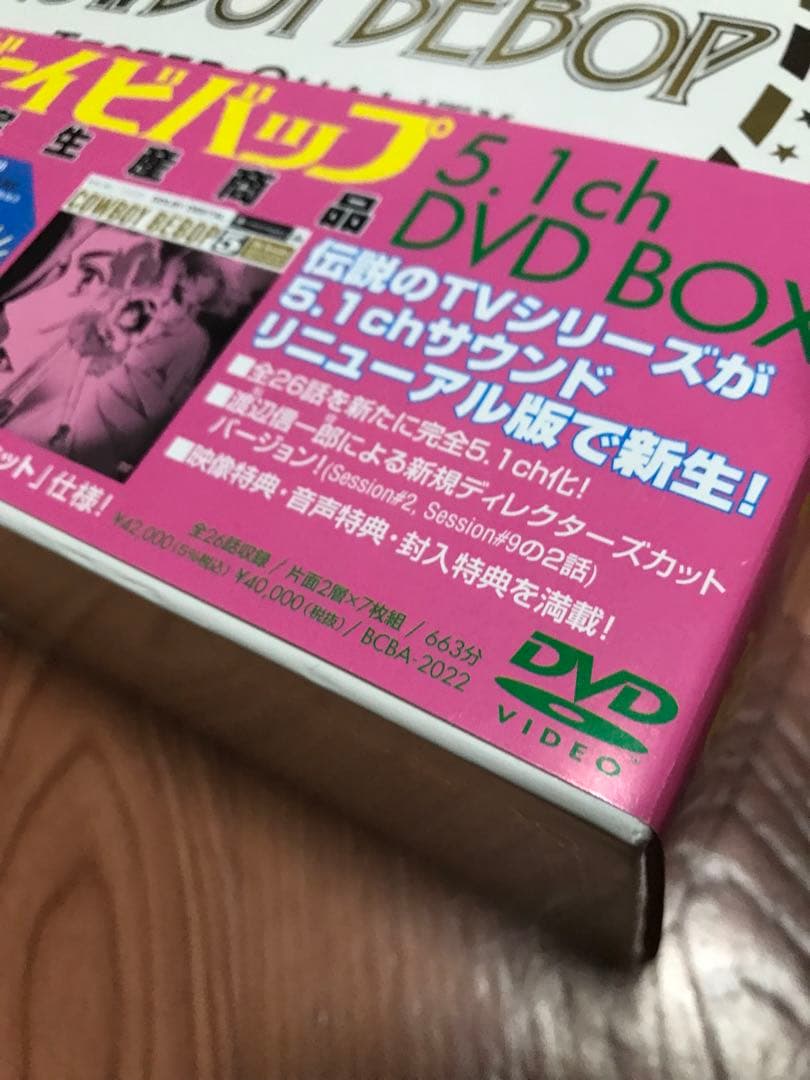 BEBOP
ーイビバップ
生産商品
5.1ch
DVD BOX
COWBOY BEBOP
伝説のTVシリーズが
5.1chサウンド
リニューアル版で新生!
■全26話を新たに完全5.1ch化!
■渡辺信一郎による新規ディレクターズカット
バージョン!(Session#2, Session#9の2話)
■映像特典・音声特典・封入特典を満載!
ット」仕様!
全26話収録/片面2層×7枚組/663分
¥42,000(5%税込) ¥40,000(税抜)/BCBA-2022
DVD
VIDEO